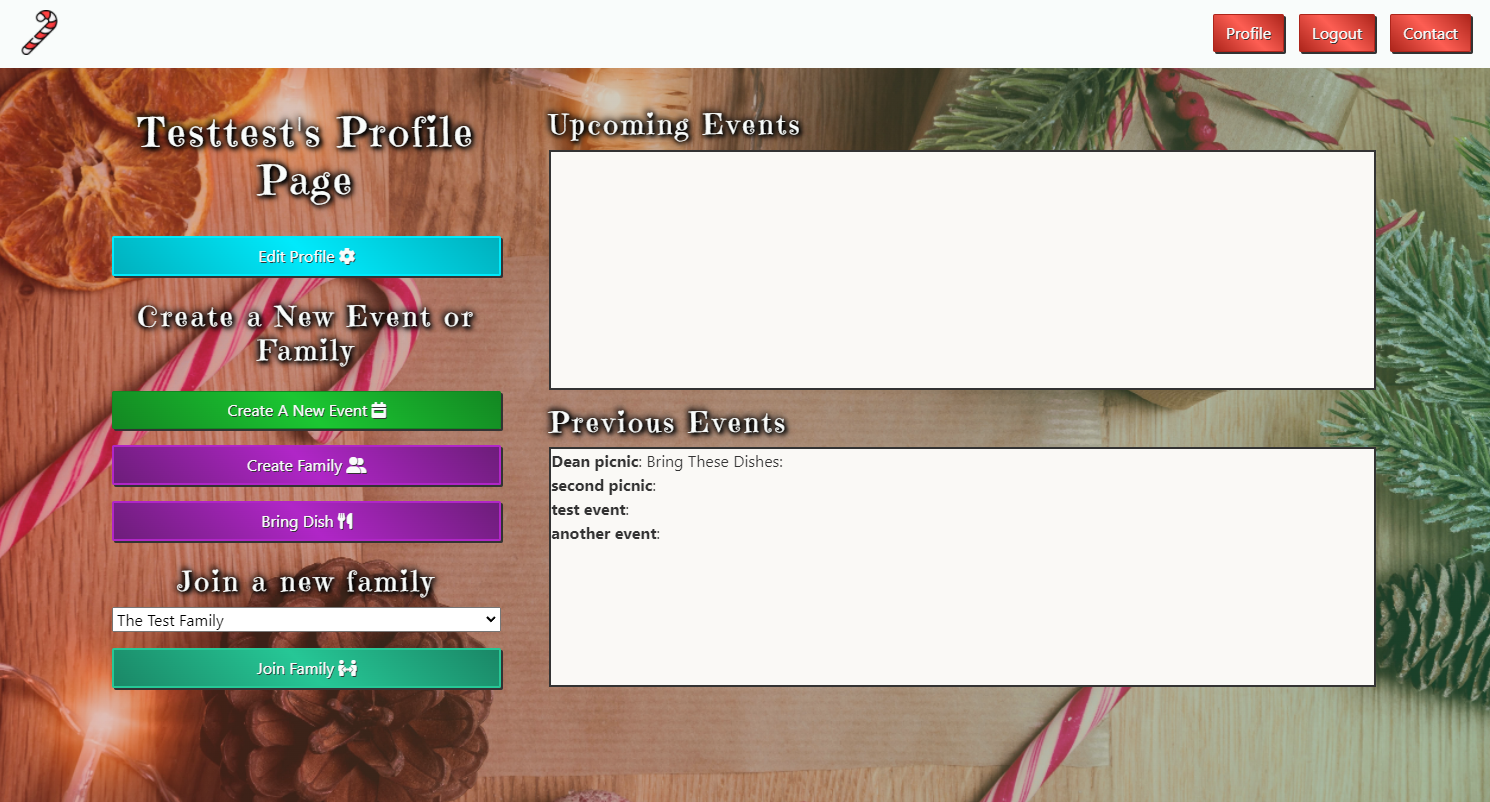 Profile
Logout
Contact
Testtest's Profile
Page
Edit Profile
Create a New Event or
Family
Create A New Event
Create Family
Bring Dish
Join a new family
The Test Family
Join Family
Upcoming Events
Previous Events
Dean picnic: Bring These Dishes:
second picnic:
test event:
another event: